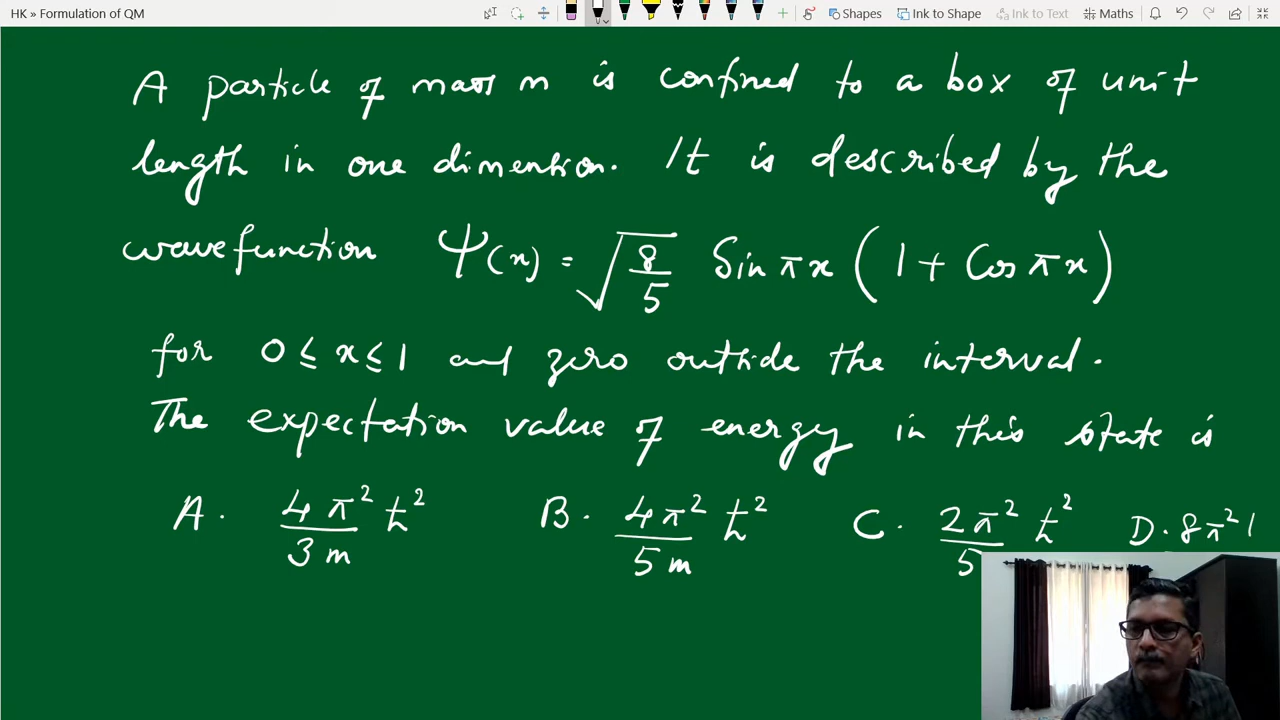 HK » Formulation of QM
Shapes Ink to Shape Ink to Text Maths
A particle of mass m is confined to a box of unit
length in one dimention. It is described by the
wavefunction Ψ(x) = √(8/5) Sin πx (1 + Cos πx)
for 0 ≤ x ≤ 1 and zero outside the interval.
The expectation value of energy in this state is
A. 4π²ħ²/3m B. 4π²ħ²/5m C. 2π²ħ²/5 D. 8π²